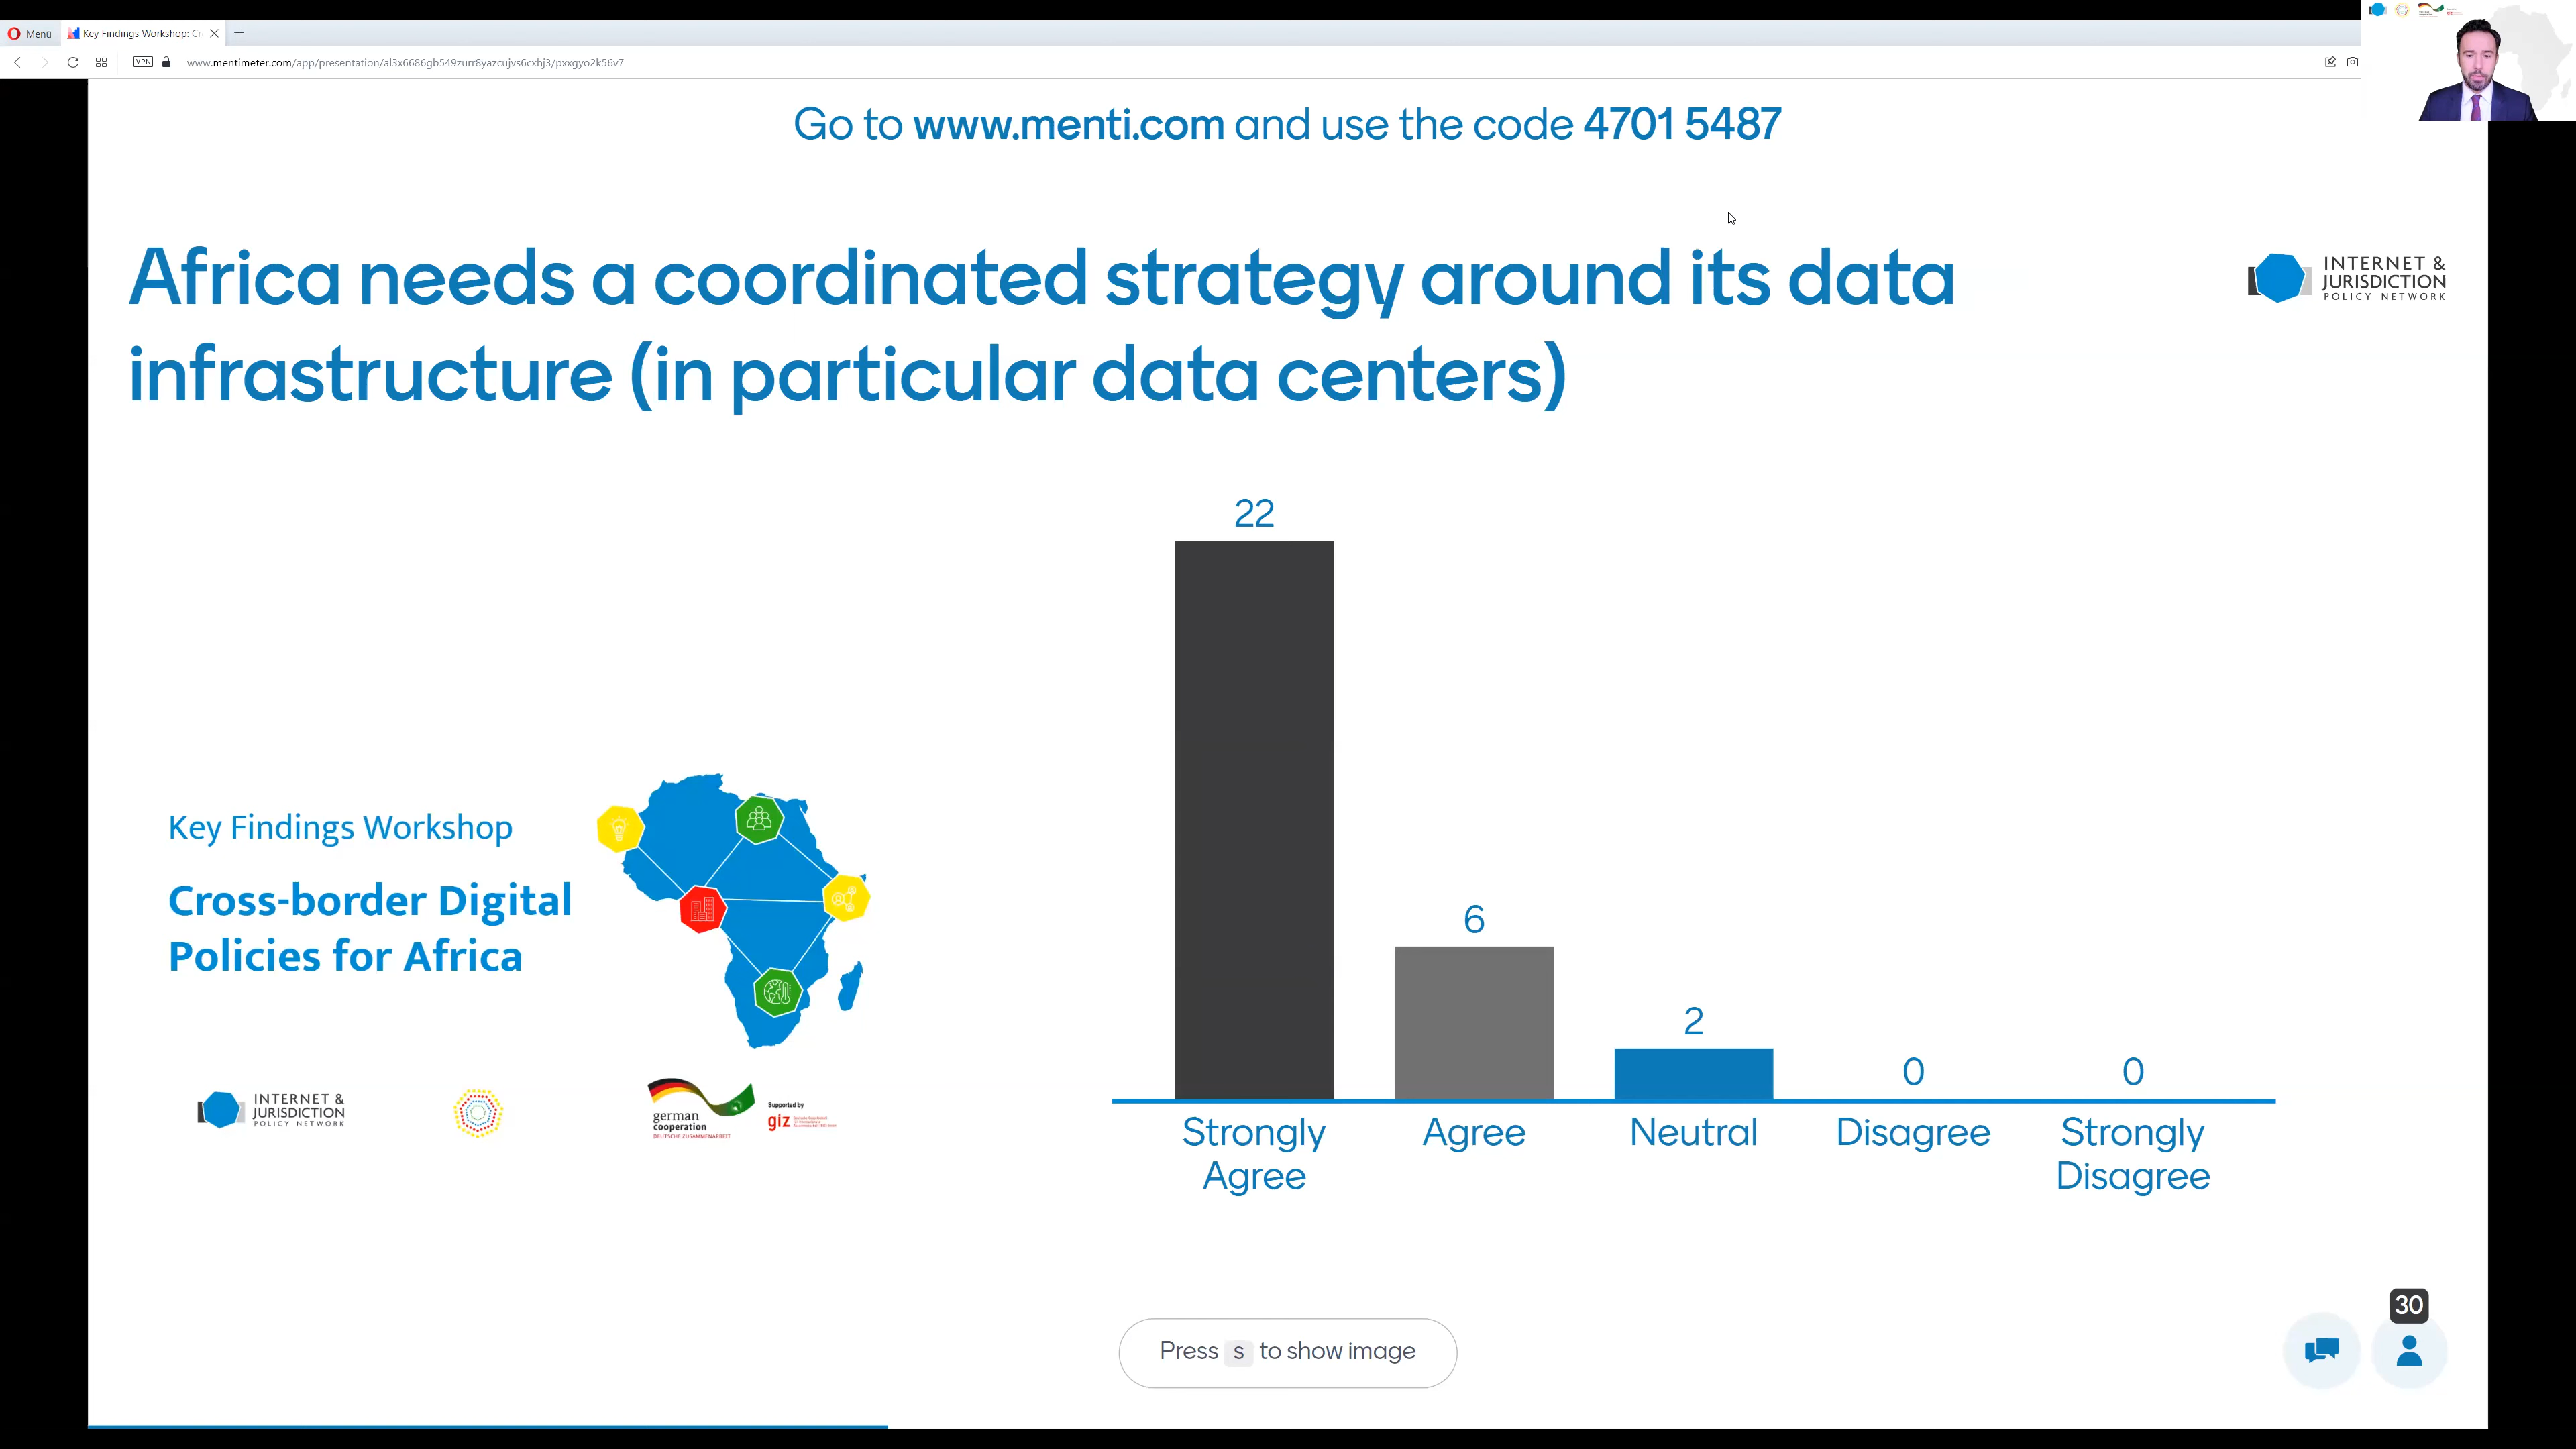 Menü
Key Findings Workshop: Cr
VPN
www.mentimeter.com/app/presentation/al3x6686gb549zurr8yazcujvs6cxhj3/pxxgyo2k56v7
Go to www.menti.com and use the code 4701 5487
Africa needs a coordinated strategy around its data
infrastructure (in particular data centers)
INTERNET &
JURISDICTION
POLICY NETWORK
Key Findings Workshop
Cross-border Digital
Policies for Africa
INTERNET &
JURISDICTION
POLICY NETWORK
german
cooperation
DEUTSCHE ZUSAMMENARBEIT
Supported by
giz
22
6
2
0
0
Strongly
Agree
Agree
Neutral
Disagree
Strongly
Disagree
30
Press s to show image